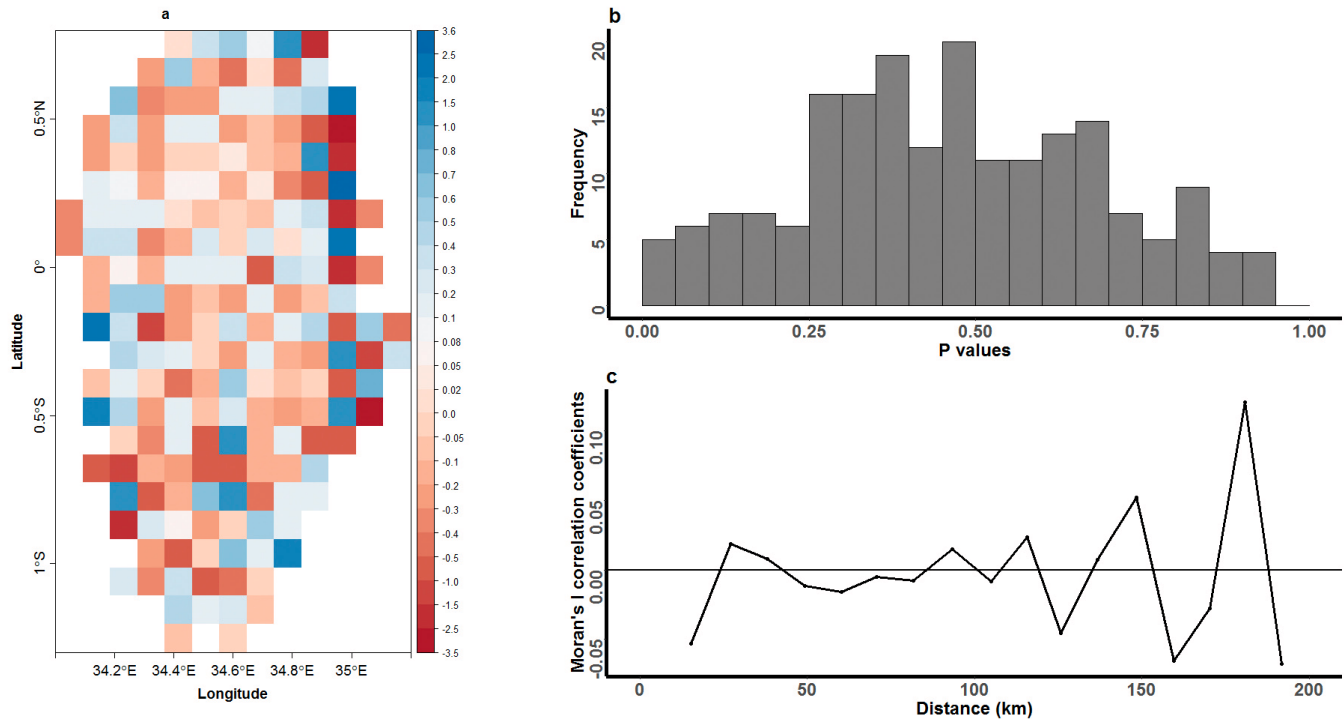 a
0.5°N
0°
0.5°S
1°S
Latitude
34.2°E 34.4°E 34.6°E 34.8°E 35°E
Longitude
3.6
2.5
2.0
1.5
1.0
0.9
0.8
0.7
0.6
0.5
0.4
0.3
0.2
0.1
0.08
0.05
0.02
0.0
-0.05
-0.1
-0.2
-0.3
-0.4
-0.5
-1.0
-1.5
-2.5
-3.5
b
20
15
10
5
0
Frequency
0.00 0.25 0.50 0.75 1.00
P values
c
0.10
0.05
0.00
-0.05
Moran's I correlation coefficients
0 50 100 150 200
Distance (km)